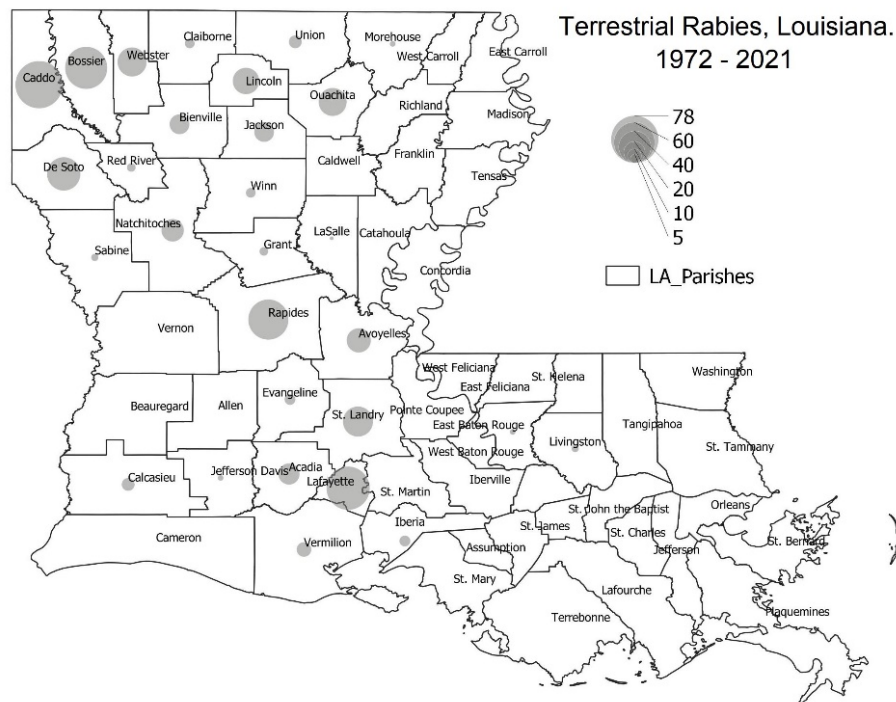 Terrestrial Rabies, Louisiana.
1972 - 2021
78
60
40
20
10
5
LA_Parishes
Claiborne
Union
Morehouse
West Carroll
East Carroll
Caddo
Bossier
Webster
Lincoln
Ouachita
Richland
Madison
Bienville
Jackson
Caldwell
Franklin
Tensas
De Soto
Red River
Winn
Natchitoches
Sabine
Grant
LaSalle
Catahoula
Concordia
Vernon
Rapides
Avoyelles
West Feliciana
East Feliciana
St. Helena
Washington
Beauregard
Allen
Evangeline
St. Landry
Pointe Coupee
East Baton Rouge
West Baton Rouge
Livingston
Tangipahoa
St. Tammany
Calcasieu
Jefferson Davis
Acadia
Lafayette
St. Martin
Iberville
Cameron
Vermilion
Iberia
St. James
St. John the Baptist
Orleans
Assumption
St. Charles
Jefferson
St. Bernard
St. Mary
Lafourche
Terrebonne
Plaquemines